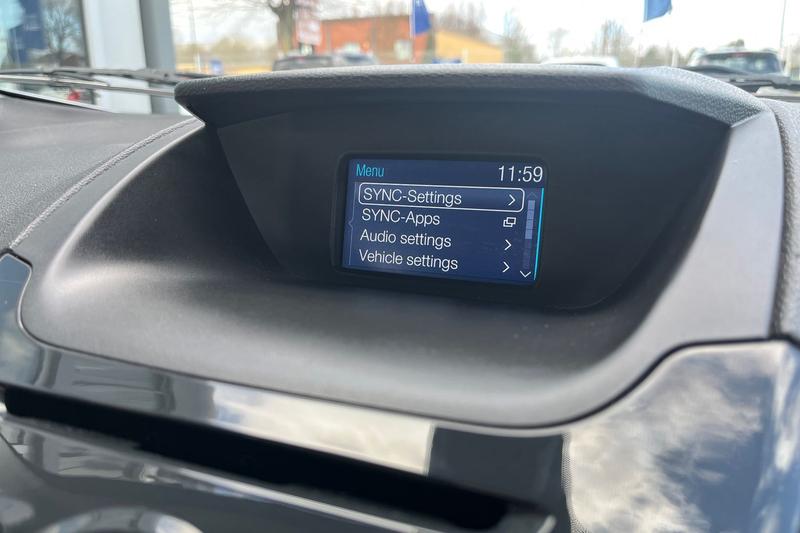 Menu 11:59
SYNC-Settings
SYNC-Apps
Audio settings
Vehicle settings